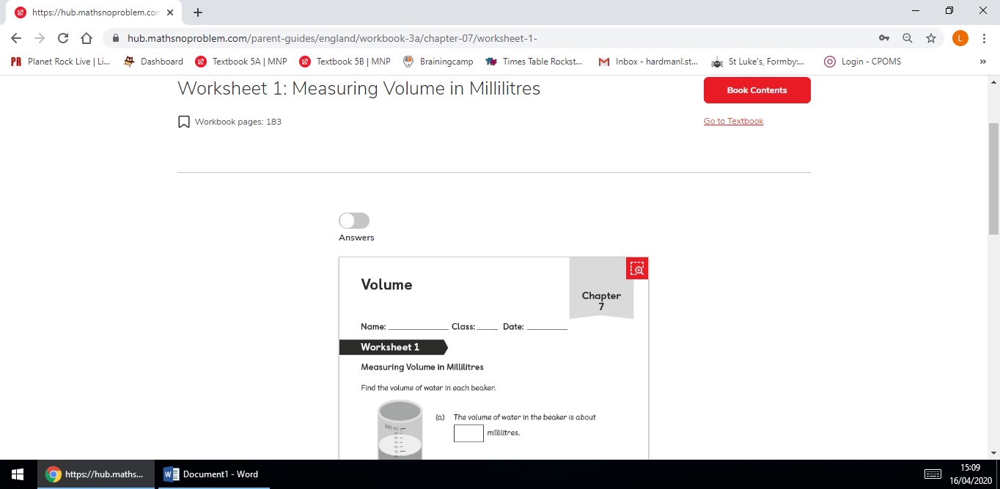 https://hub.mathsnoproblem.con
hub.mathsnoproblem.com/parent-guides/england/workbook-3a/chapter-07/worksheet-1-
L
PR Planet Rock Live | Li... Dashboard Textbook 5A | MNP Textbook 5B | MNP Brainingcamp Times Table Rockst... Inbox - hardmanl.st... St Luke's, Formby:... Login - CPOMS »
Worksheet 1: Measuring Volume in Millilitres
Book Contents
Workbook pages: 183
Go to Textbook
Answers
Volume
Chapter
7
Name: Class: Date:
Worksheet 1
Measuring Volume in Millilitres
Find the volume of water in each beaker.
(a) The volume of water in the beaker is about
millilitres.
100 ml
https://hub.maths...
Document1 - Word
15:09
16/04/2020